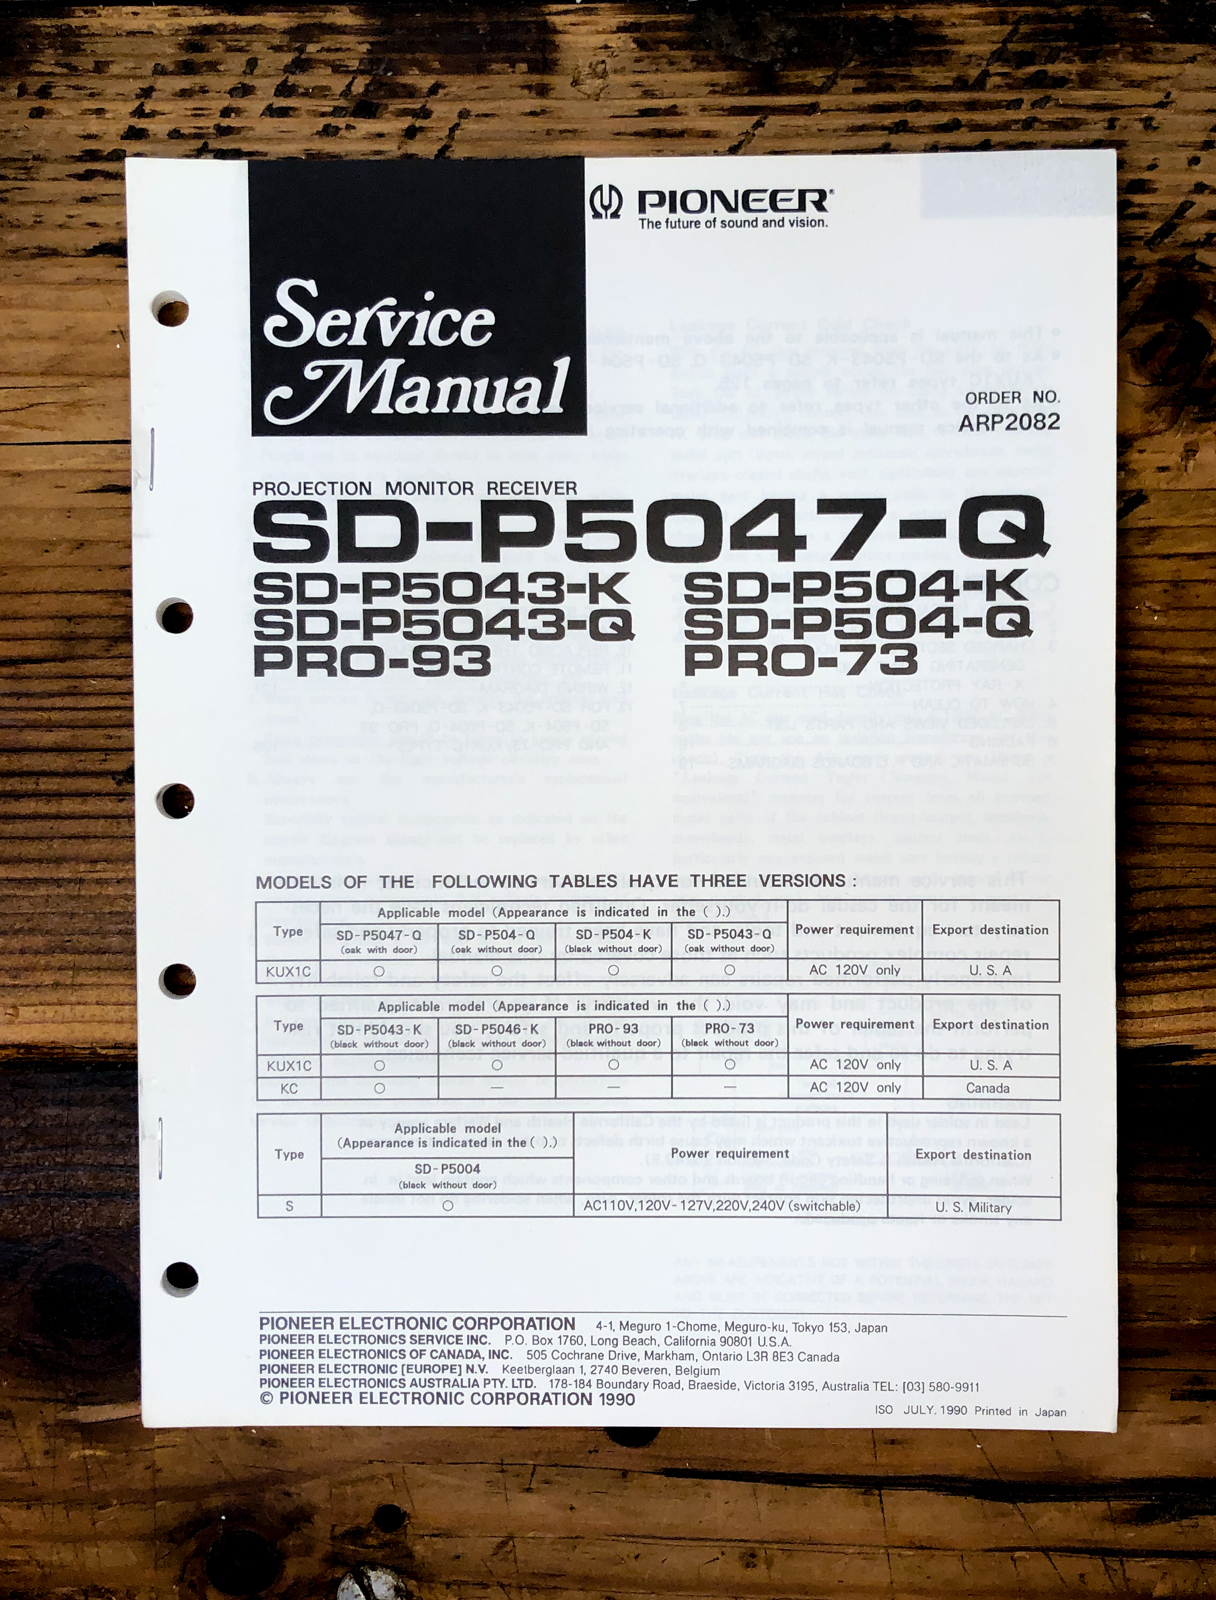 Service
Manual
PIONEER®
The future of sound and vision.
ORDER NO.
ARP2082
PROJECTION MONITOR RECEIVER
SD-P5047-Q
SD-P5043-K SD-P504-K
SD-P5043-Q SD-P504-Q
PRO-93 PRO-73
MODELS OF THE FOLLOWING TABLES HAVE THREE VERSIONS :
Type Applicable model (Appearance is indicated in the ( ).) Power requirement Export destination
SD-P5047-Q SD-P504-Q SD-P504-K SD-P5043-Q
(oak with door) (oak without door) (black without door) (oak without door)
KUX1C ○ ○ ○ ○ AC 120V only U. S. A
Type Applicable model (Appearance is indicated in the ( ).) Power requirement Export destination
SD-P5043-K SD-P5046-K PRO-93 PRO-73
(black without door) (black without door) (black without door) (black without door)
KUX1C ○ ○ ○ ○ AC 120V only U. S. A
KC ○ — — — AC 120V only Canada
Type Applicable model Power requirement Export destination
(Appearance is indicated in the ( ).)
SD-P5004
(black without door)
S ○ AC110V,120V-127V,220V,240V (switchable) U. S. Military
PIONEER ELECTRONIC CORPORATION 4-1, Meguro 1-Chome, Meguro-ku, Tokyo 153, Japan
PIONEER ELECTRONICS SERVICE INC. P.O. Box 1760, Long Beach, California 90801 U.S.A.
PIONEER ELECTRONICS OF CANADA, INC. 505 Cochrane Drive, Markham, Ontario L3R 8E3 Canada
PIONEER ELECTRONIC [EUROPE] N.V. Keetberglaan 1, 2740 Beveren, Belgium
PIONEER ELECTRONICS AUSTRALIA PTY. LTD. 178-184 Boundary Road, Braeside, Victoria 3195, Australia TEL: [03] 580-9911
© PIONEER ELECTRONIC CORPORATION 1990
ISO JULY. 1990 Printed in Japan